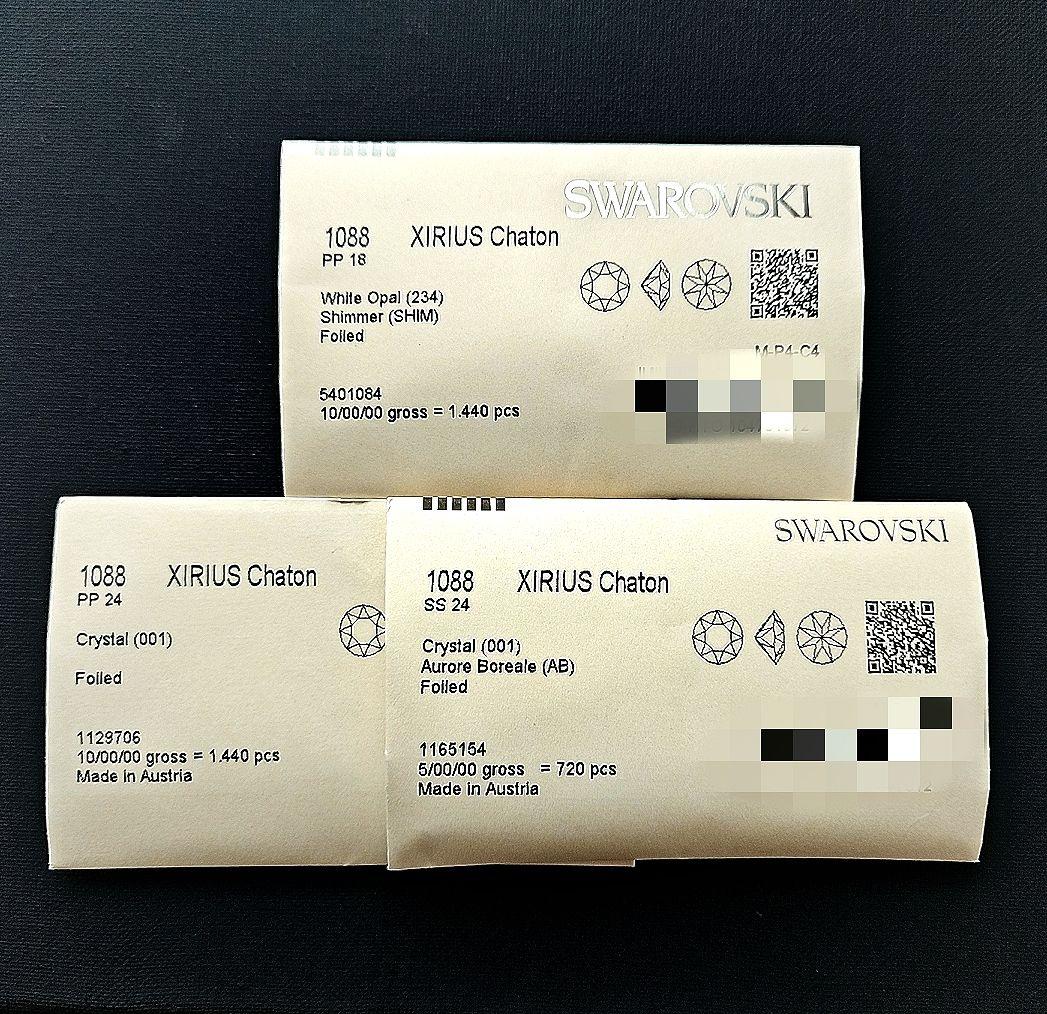 SWAROVSKI
1088 XIRIUS Chaton
PP 18
White Opal (234)
Shimmer (SHIM)
Foiled
M-P4-C4
5401084
10/00/00 gross = 1.440 pcs
1088 XIRIUS Chaton
PP 24
Crystal (001)
Foiled
1129706
10/00/00 gross = 1.440 pcs
Made in Austria
SWAROVSKI
1088 XIRIUS Chaton
SS 24
Crystal (001)
Aurore Boreale (AB)
Foiled
1165154
5/00/00 gross = 720 pcs
Made in Austria